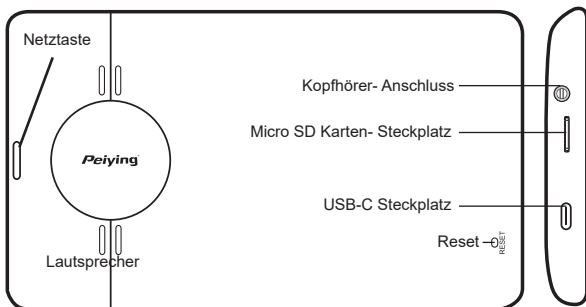 Netztaste
Kopfhörer- Anschluss
Micro SD Karten- Steckplatz
Peiying
USB-C Steckplatz
Reset
RESET
Lautsprecher